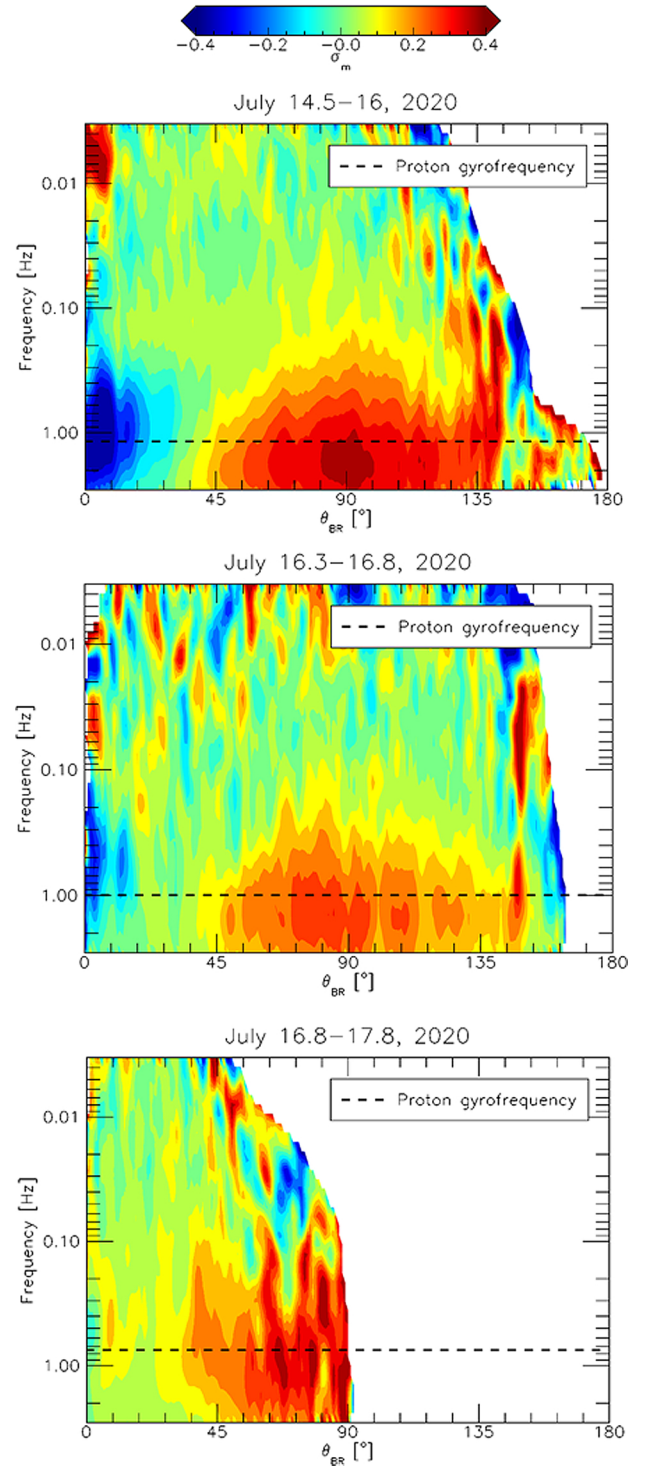 −0.4 −0.2 −0.0 0.2 0.4
σm
July 14.5−16, 2020
Proton gyrofrequency
0.01
0.10
1.00
Frequency [Hz]
0 45 90 135 180
θBR [°]
July 16.3−16.8, 2020
Proton gyrofrequency
0.01
0.10
1.00
Frequency [Hz]
0 45 90 135 180
θBR [°]
July 16.8−17.8, 2020
Proton gyrofrequency
0.01
0.10
1.00
Frequency [Hz]
0 45 90 135 180
θBR [°]